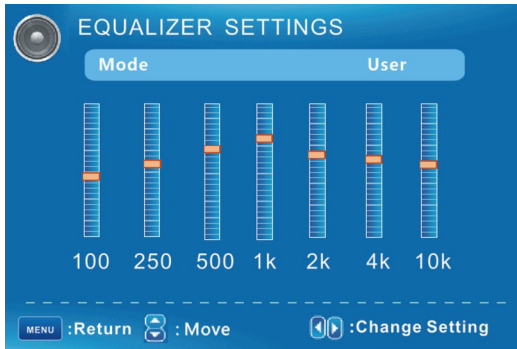 EQUALIZER SETTINGS
Mode User
100 250 500 1k 2k 4k 10k
MENU :Return : Move :Change Setting